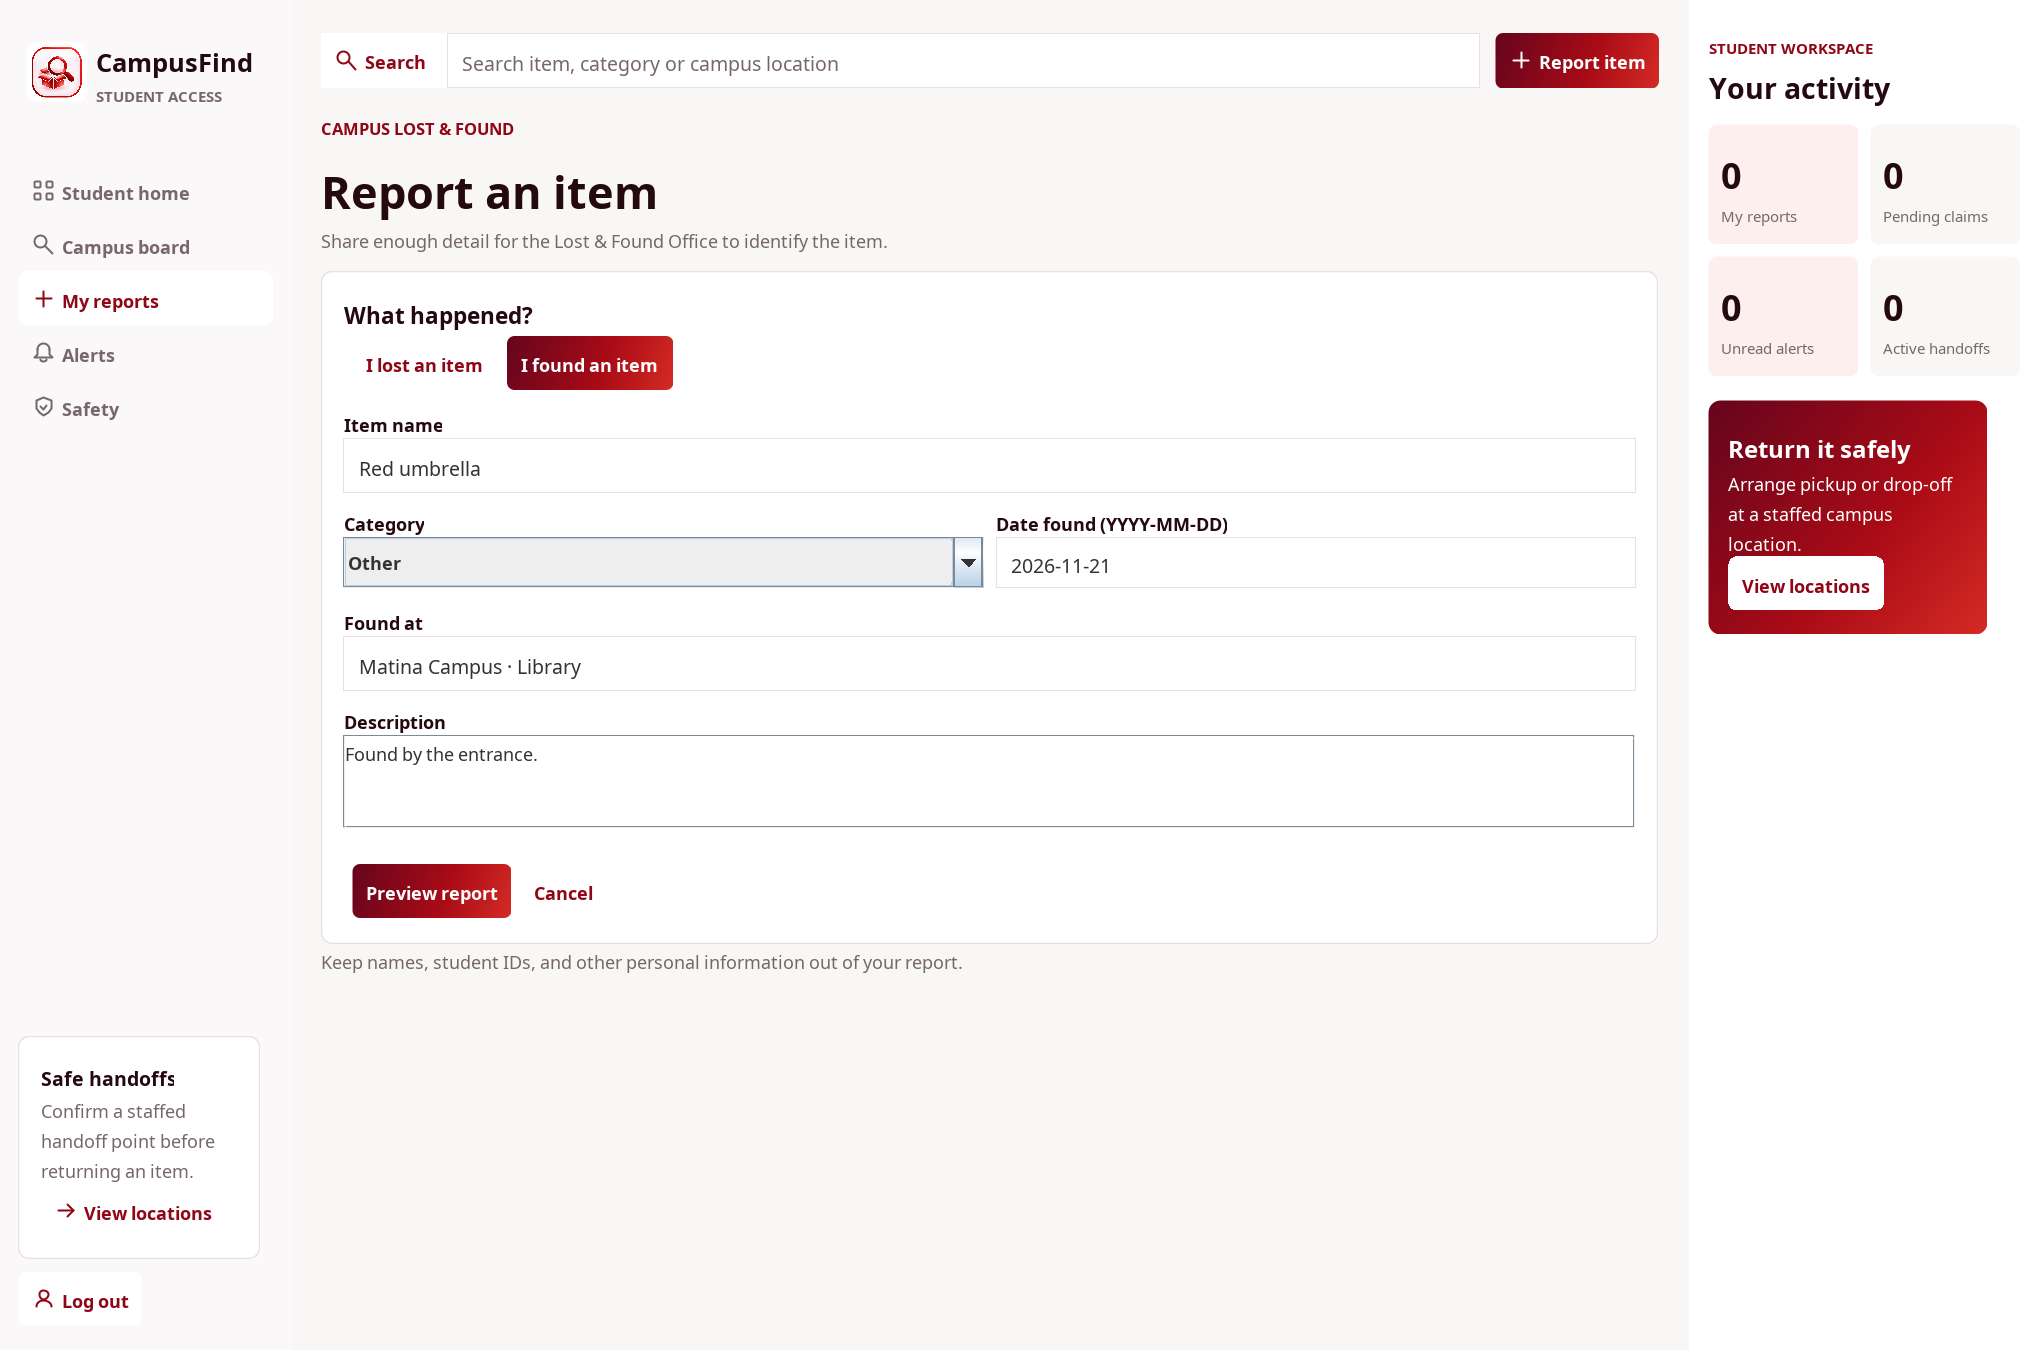 CampusFind
STUDENT ACCESS
Student home
Campus board
My reports
Alerts
Safety
Safe handoffs
Confirm a staffed
handoff point before
returning an item.
View locations
Log out
Search
Search item, category or campus location
Report item
CAMPUS LOST & FOUND
Report an item
Share enough detail for the Lost & Found Office to identify the item.
What happened?
I lost an item
I found an item
Item name
Red umbrella
Category
Date found (YYYY-MM-DD)
Other
2026-11-21
Found at
Matina Campus · Library
Description
Found by the entrance.
Preview report
Cancel
Keep names, student IDs, and other personal information out of your report.
STUDENT WORKSPACE
Your activity
0
My reports
0
Pending claims
0
Unread alerts
0
Active handoffs
Return it safely
Arrange pickup or drop-off
at a staffed campus
location.
View locations